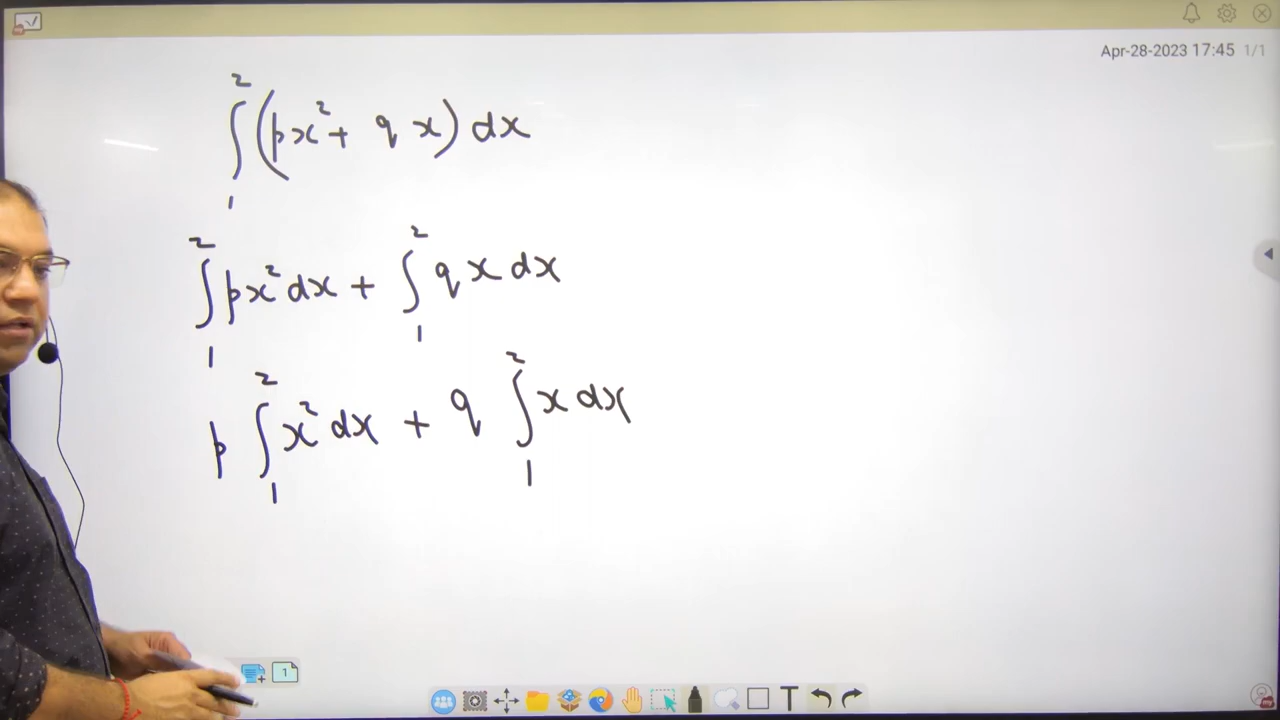 Apr-28-2023 17:45 1/1
∫₁² (px² + qx) dx
∫₁² px² dx + ∫₁² qx dx
p ∫₁² x² dx + q ∫₁² x dx
1
T